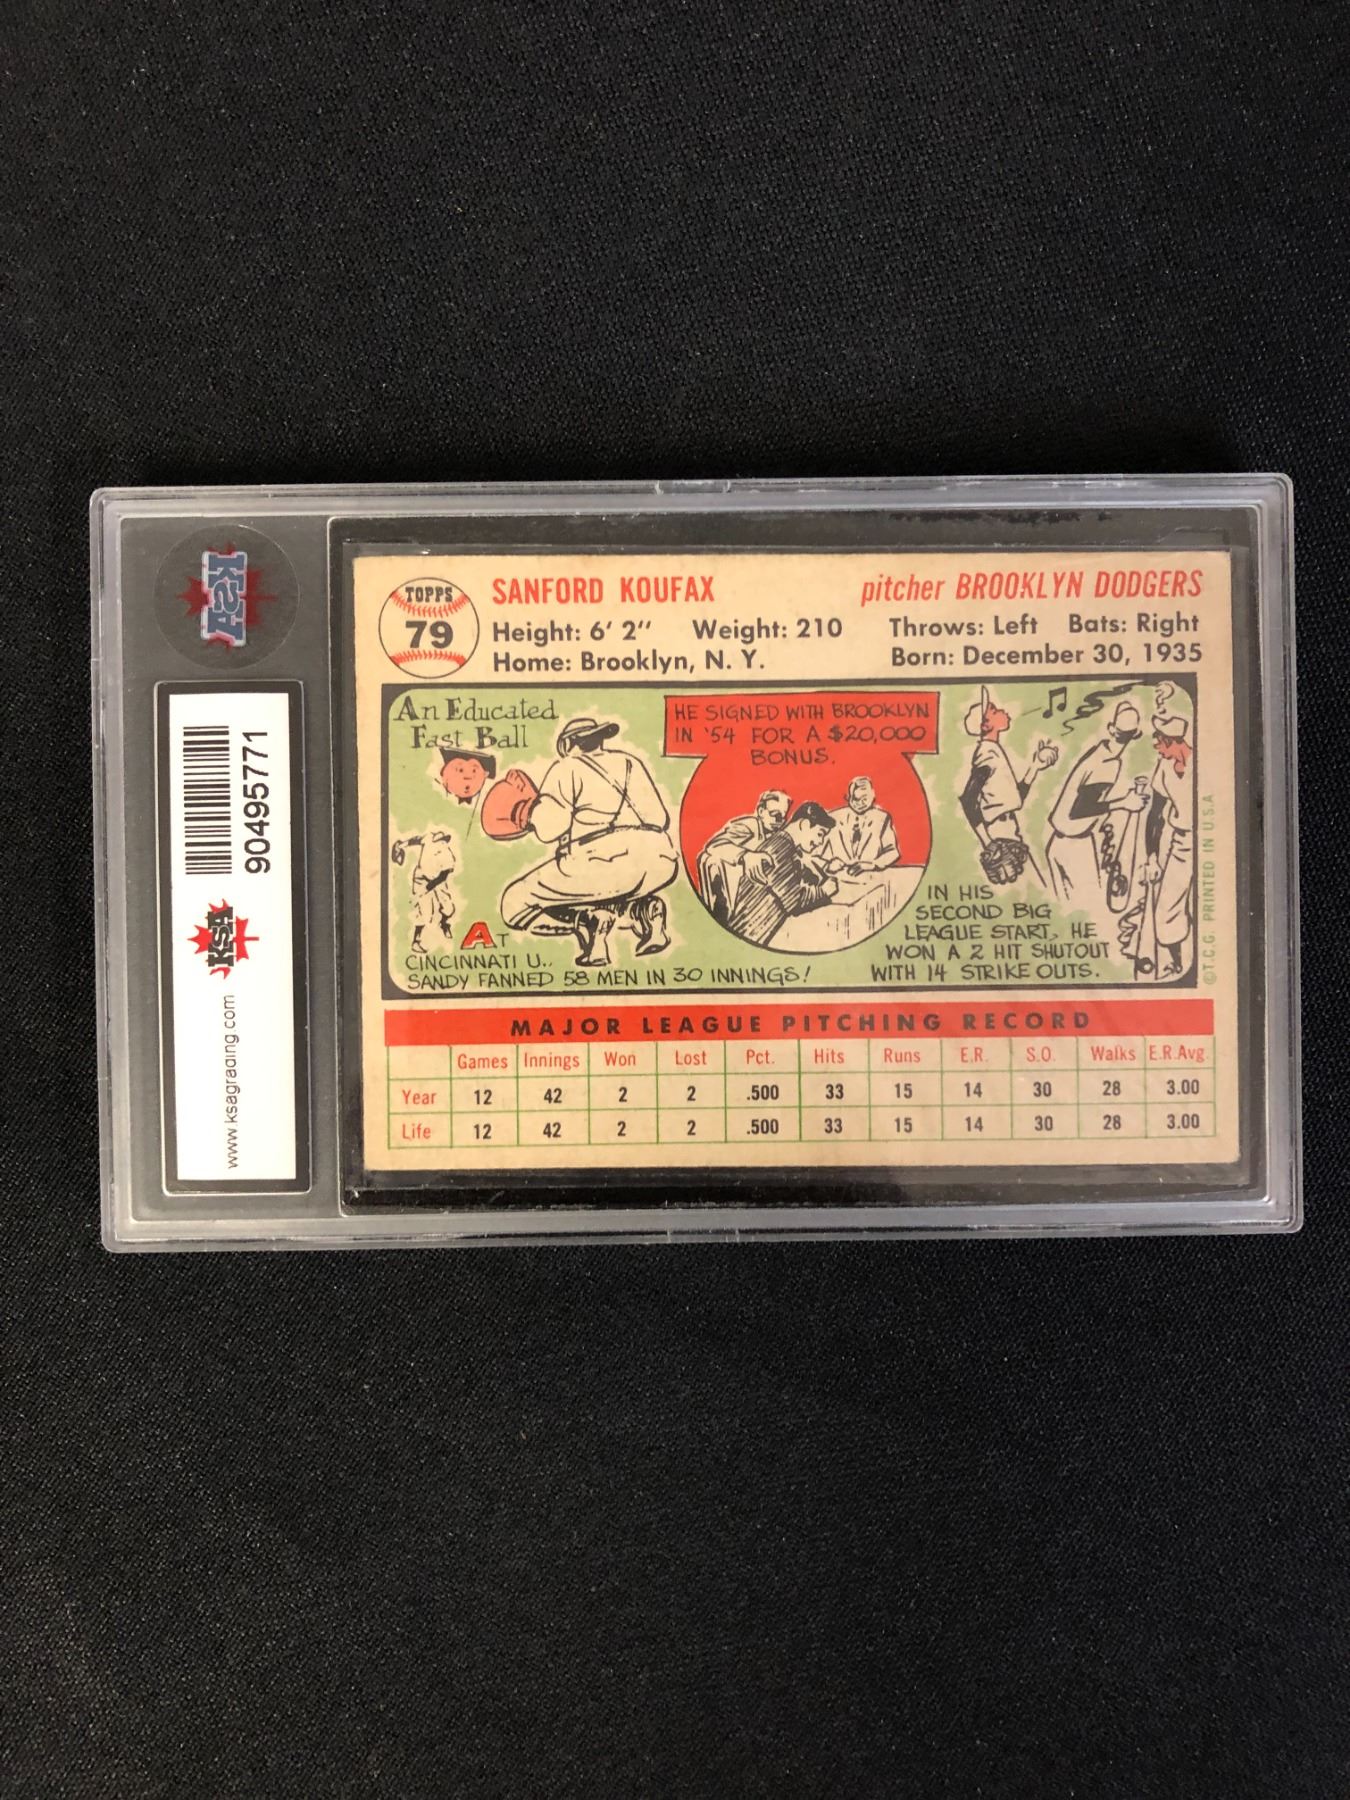 KSA
90495771
KSA
www.ksagrading.com
TOPPS
79
SANFORD KOUFAX
pitcher BROOKLYN DODGERS
Height: 6' 2" Weight: 210 Throws: Left Bats: Right
Home: Brooklyn, N. Y. Born: December 30, 1935
An Educated
Fast Ball
AT
CINCINNATI U..
SANDY FANNED 58 MEN IN 30 INNINGS!
HE SIGNED WITH BROOKLYN
IN '54 FOR A $20,000
BONUS.
IN HIS
SECOND BIG
LEAGUE START, HE
WON A 2 HIT SHUTOUT
WITH 14 STRIKE OUTS.
©T.C.G. PRINTED IN U.S.A
MAJOR LEAGUE PITCHING RECORD
Games Innings Won Lost Pct. Hits Runs E.R. S.O. Walks E.R.Avg.
Year 12 42 2 2 .500 33 15 14 30 28 3.00
Life 12 42 2 2 .500 33 15 14 30 28 3.00